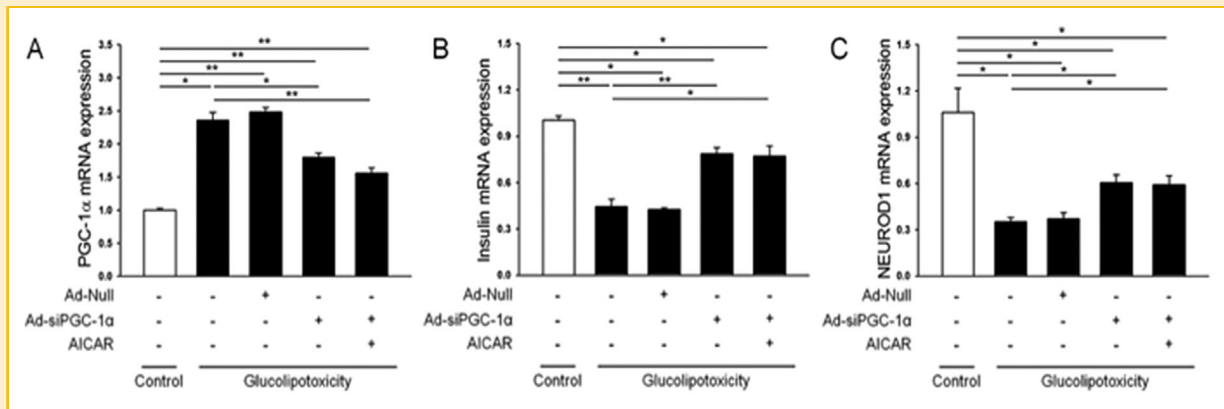 A
PGC-1α mRNA expression
3.5
3.0
2.5
2.0
1.5
1.0
0.5
0.0
**
**
**
* *
**
Ad-Null - - + - -
Ad-siPGC-1α - - - + +
AICAR - - - - +
Control Glucolipotoxicity
B
Insulin mRNA expression
1.5
1.2
0.9
0.6
0.3
0.0
*
*
*
** **
*
Ad-Null - - + - -
Ad-siPGC-1α - - - + +
AICAR - - - - +
Control Glucolipotoxicity
C
NEUROD1 mRNA expression
1.5
1.2
0.9
0.6
0.3
0.0
*
*
*
* *
*
Ad-Null - - + - -
Ad-siPGC-1α - - - + +
AICAR - - - - +
Control Glucolipotoxicity